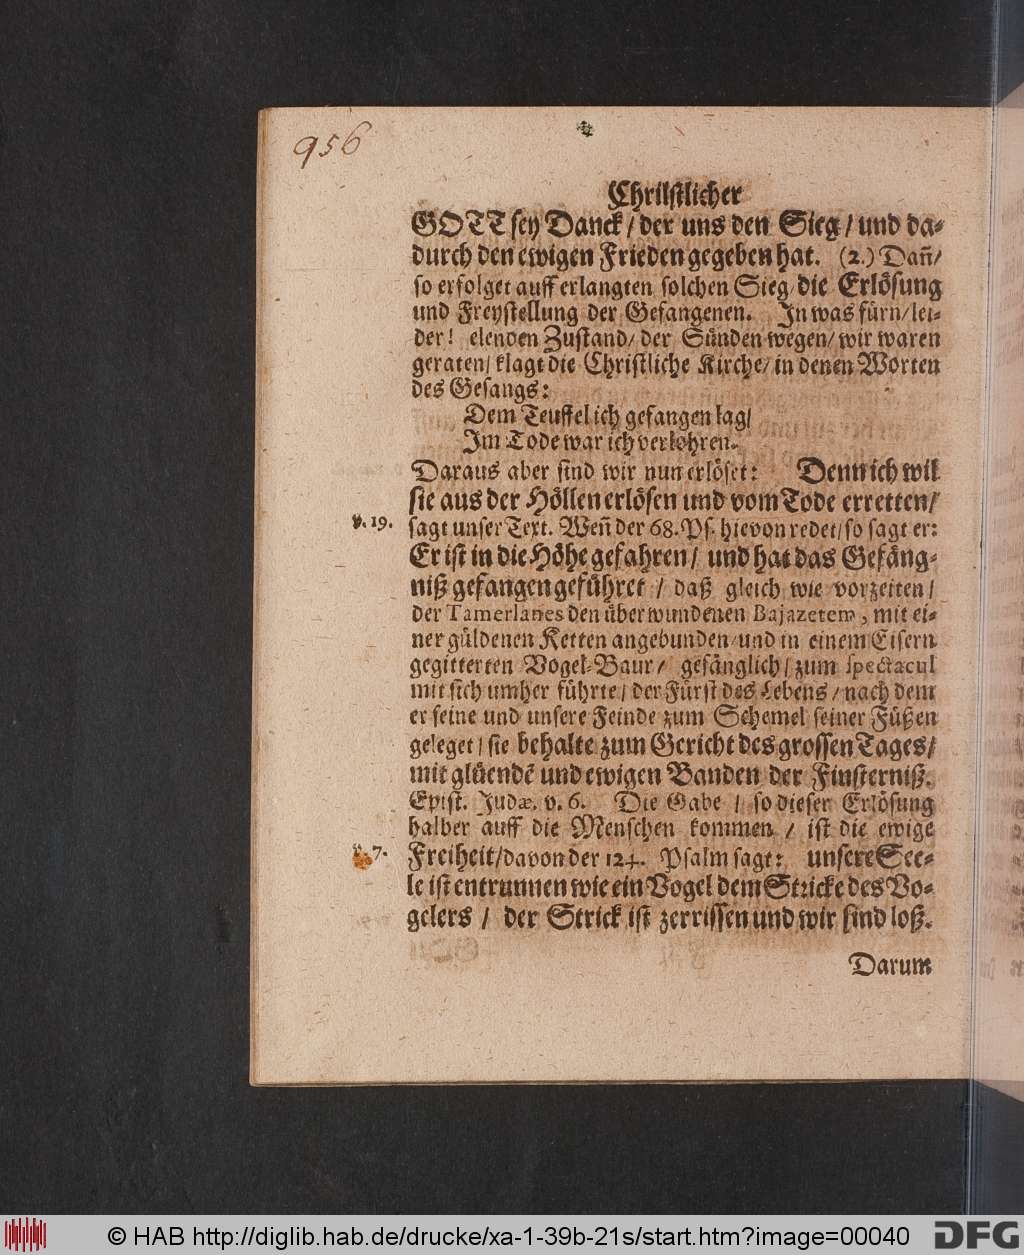 956
Chrilstlicher
GOTT sey Danck / der uns den Sieg / und da-
durch den ewigen Frieden gegeben hat. (2.) Dañ /
so erfolget auff erlangten solchen Sieg / die Erlösung
und Freystellung der Gefangenen. In was fürn / lei-
der! elenden Zustand / der Sünden wegen / wir waren
geraten / klagt die Christliche Kirche / in denen Worten
des Gesangs:
Dem Teuffel ich gefangen lag /
Im Tode war ich verlohren.
Daraus aber sind wir nun erlöset: Denn ich wil
sie aus der Höllen erlösen und vom Tode erretten /
v. 19. sagt unser Text. Weñ der 68. Ps. hievon redet / so sagt er:
Er ist in die Höhe gefahren / und hat das Gefäng-
niß gefangen geführet / daß gleich wie vorzeiten /
der Tamerlanes den überwundenen Bajazetem, mit ei-
ner güldenen Ketten angebunden / und in einem Eisern
gegitterten Vogel-Baur / gefänglich / zum spectacul
mit sich umher führte / der Fürst des Lebens / nach dem
er seine und unsere Feinde zum Schemel seiner Füßen
geleget / sie behalte zum Gericht des grossen Tages /
mit glüendẽ und ewigen Banden der Finsterniß.
Epist. Judæ. v. 6. Die Gabe / so dieser Erlösung
halber auff die Menschen kommen / ist die ewige
v. 7. Freiheit / davon der 124. Psalm sagt: unsere See-
le ist entrunnen wie ein Vogel dem Stricke des Vo-
gelers / der Strick ist zerrissen und wir sind loß.
Darum
© HAB http://diglib.hab.de/drucke/xa-1-39b-21s/start.htm?image=00040
DFG